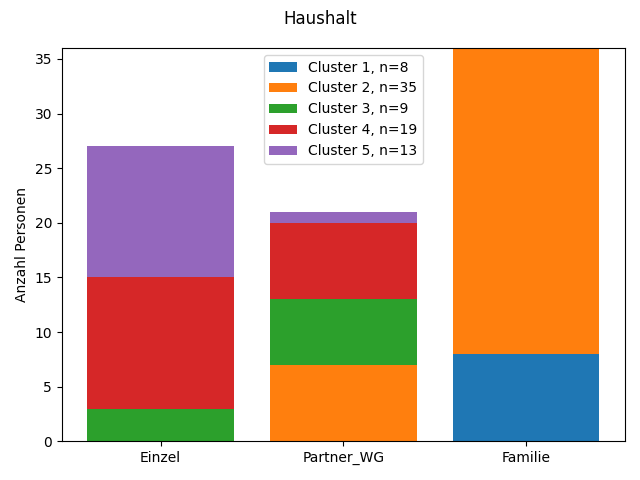 Haushalt
Anzahl Personen
35
30
25
20
15
10
5
0
Cluster 1, n=8
Cluster 2, n=35
Cluster 3, n=9
Cluster 4, n=19
Cluster 5, n=13
Einzel
Partner_WG
Familie